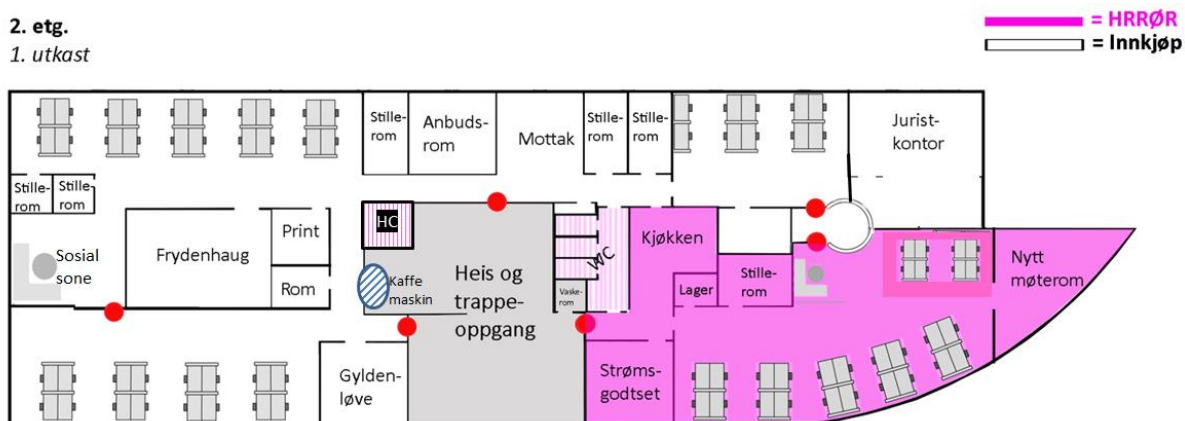 2. etg.
1. utkast
= HRRØR
= Innkjøp
Stille-
rom
Anbuds-
rom
Mottak
Stille-
rom
Stille-
rom
Jurist-
kontor
Stille-
rom
Stille-
rom
Sosial
sone
Frydenhaug
Print
Rom
HC
Kaffe
maskin
Heis og
trappe-
oppgang
WC
Vaske-
rom
Kjøkken
Lager
Stille-
rom
Nytt
møterom
Gylden-
løve
Strøms-
godtset